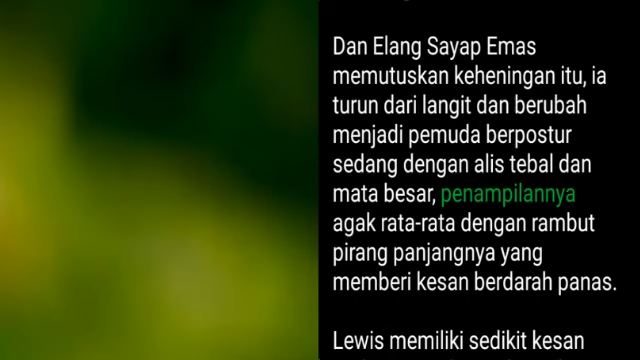 Dan Elang Sayap Emas
memutuskan keheningan itu, ia
turun dari langit dan berubah
menjadi pemuda berpostur
sedang dengan alis tebal dan
mata besar, penampilannya
agak rata-rata dengan rambut
pirang panjangnya yang
memberi kesan berdarah panas.
Lewis memiliki sedikit kesan